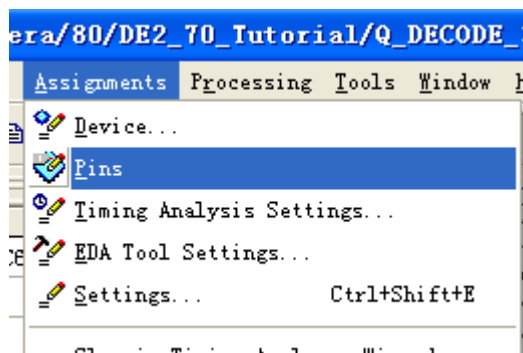 era/80/DE2_70_Tutorial/Q_DECODE_
Assignments Processing Tools Window
Device...
Pins
Timing Analysis Settings...
EDA Tool Settings...
Settings... Ctrl+Shift+E